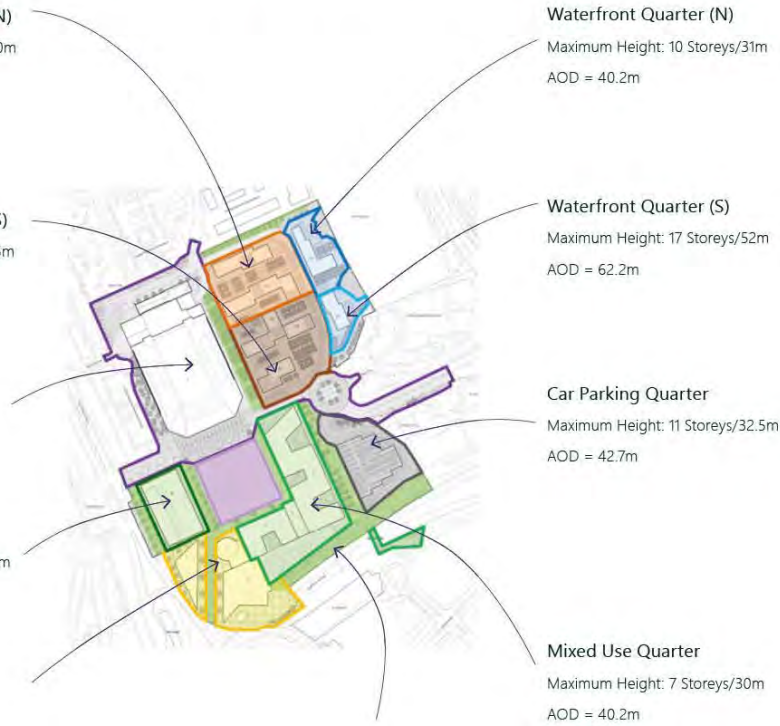 N)
0m
S)
m
m
Waterfront Quarter (N)
Maximum Height: 10 Storeys/31m
AOD = 40.2m
Waterfront Quarter (S)
Maximum Height: 17 Storeys/52m
AOD = 62.2m
Car Parking Quarter
Maximum Height: 11 Storeys/32.5m
AOD = 42.7m
Mixed Use Quarter
Maximum Height: 7 Storeys/30m
AOD = 40.2m